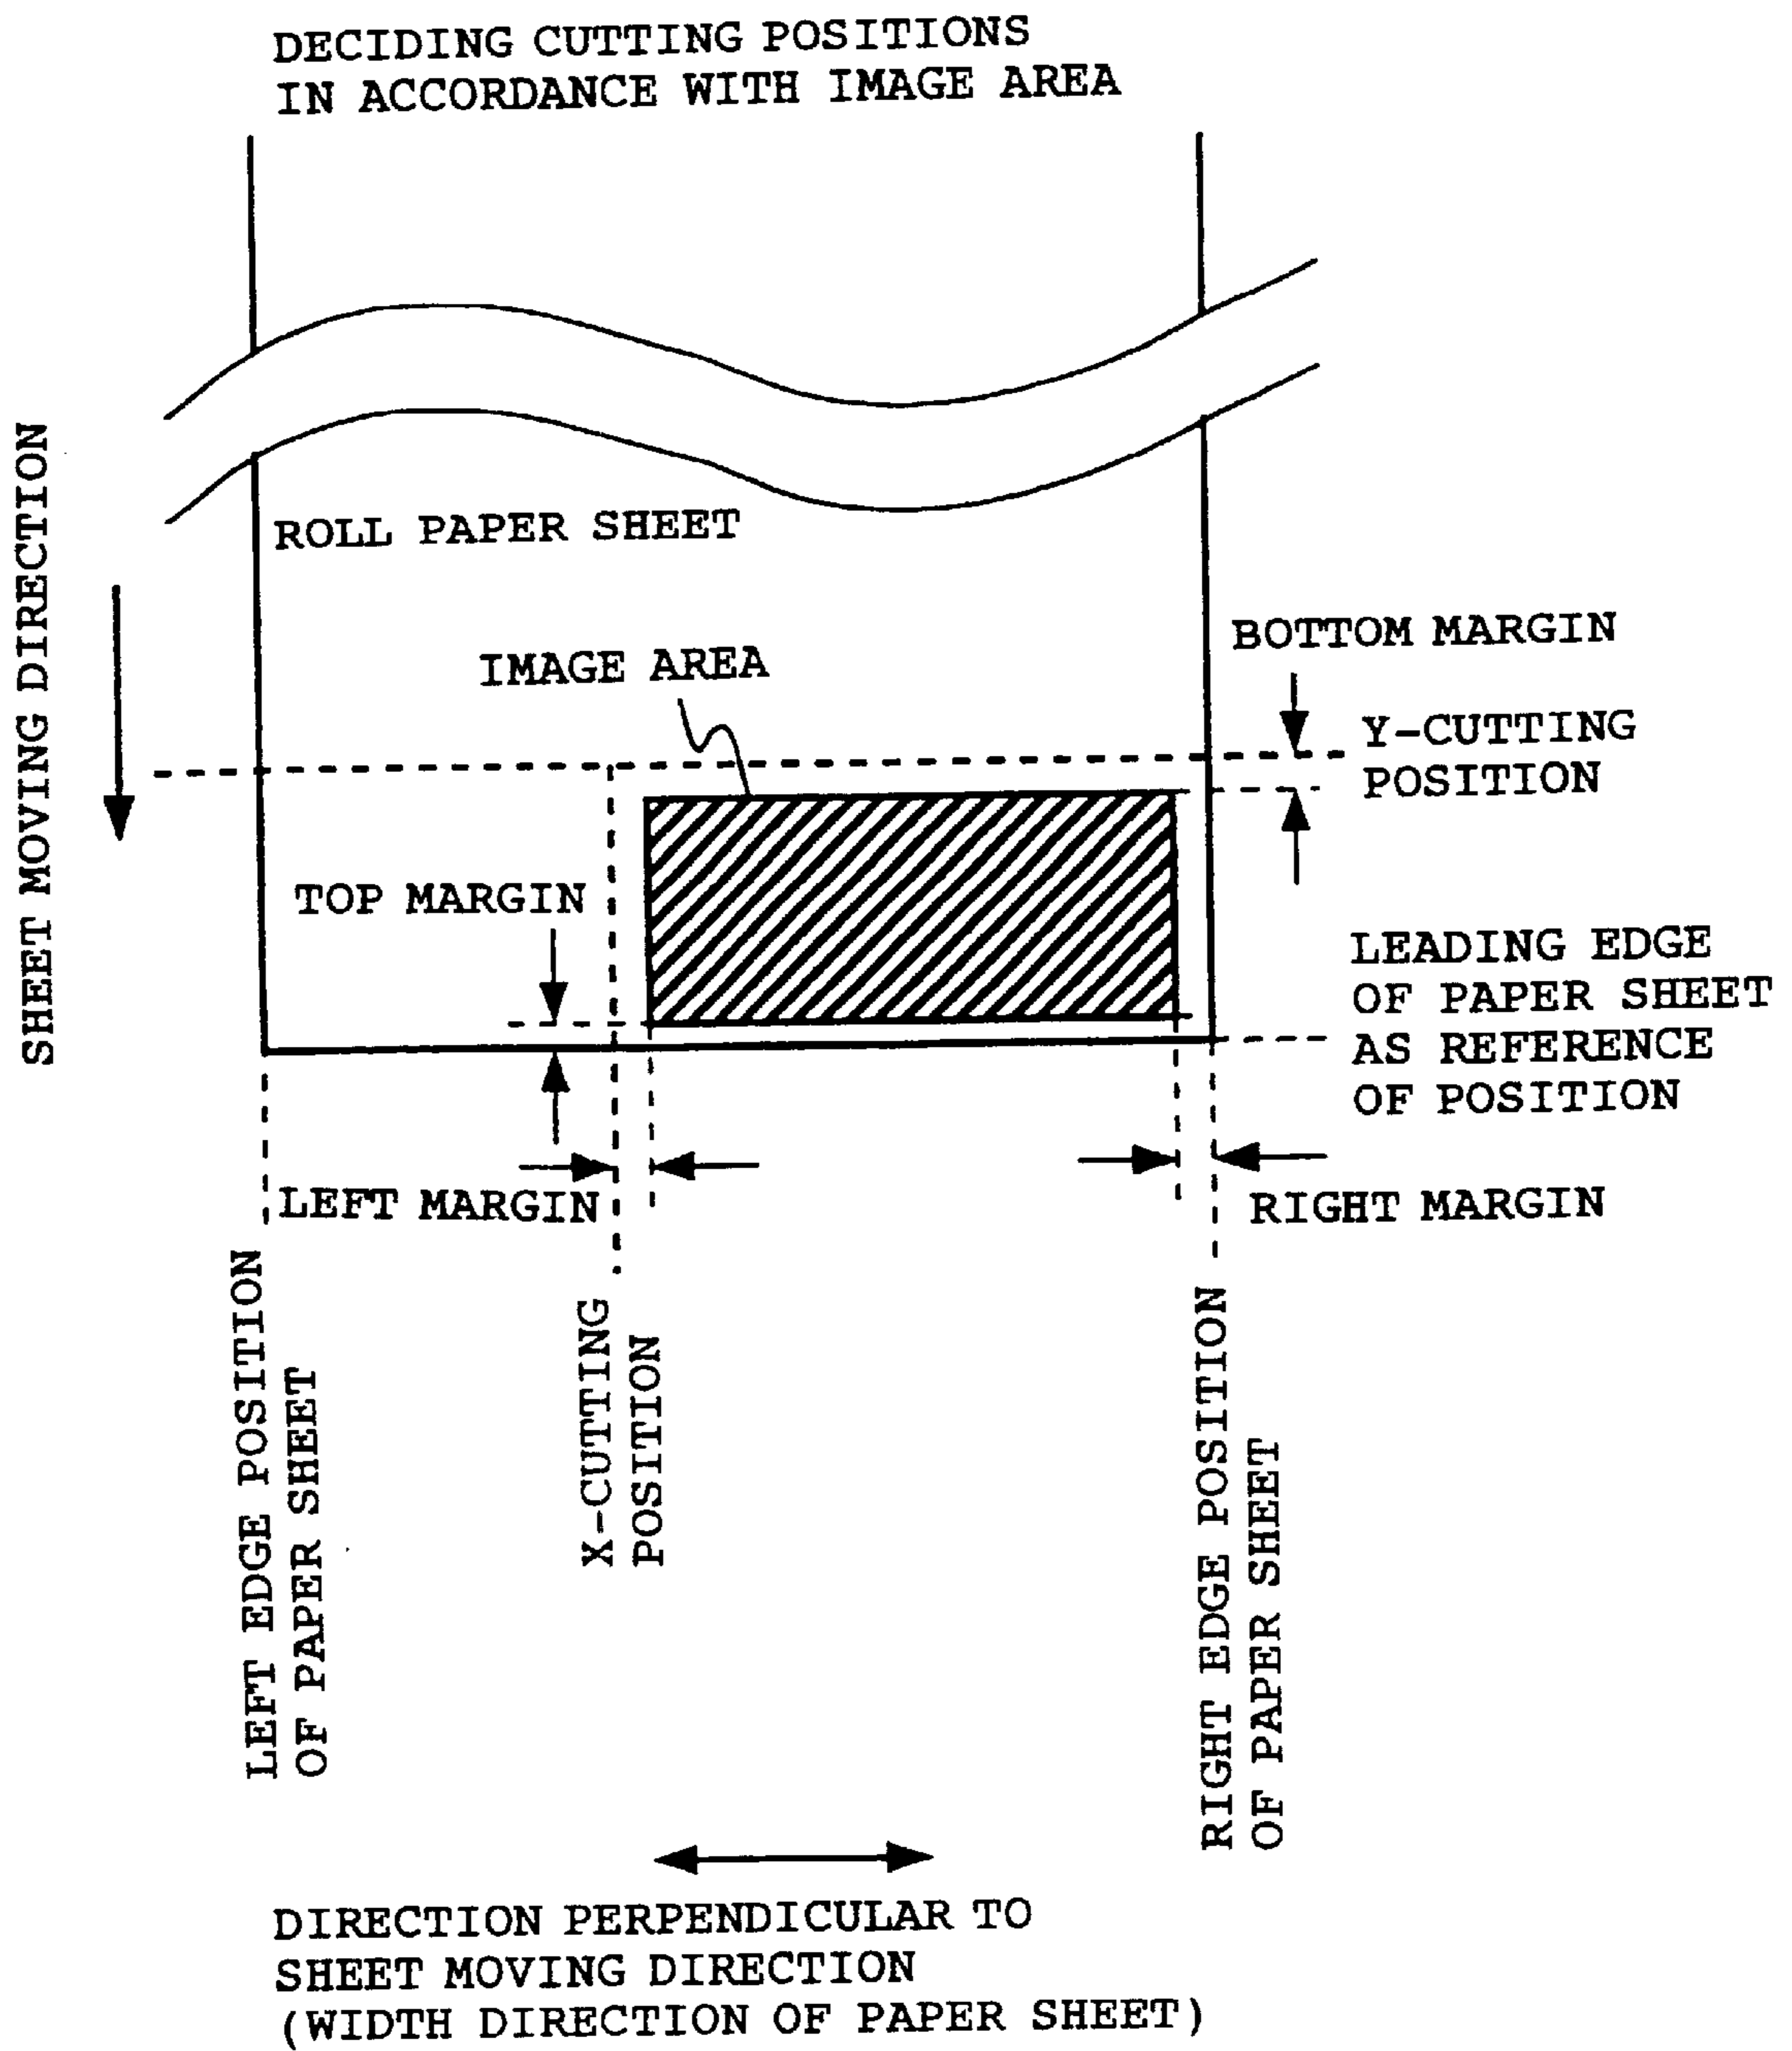 DECIDING CUTTING POSITIONS
IN ACCORDANCE WITH IMAGE AREA
SHEET MOVING DIRECTION
ROLL PAPER SHEET
IMAGE AREA
BOTTOM MARGIN
Y-CUTTING
POSITION
TOP MARGIN
LEADING EDGE
OF PAPER SHEET
AS REFERENCE
OF POSITION
LEFT MARGIN
RIGHT MARGIN
LEFT EDGE POSITION
OF PAPER SHEET
X-CUTTING
POSITION
RIGHT EDGE POSITION
OF PAPER SHEET
DIRECTION PERPENDICULAR TO
SHEET MOVING DIRECTION
(WIDTH DIRECTION OF PAPER SHEET)